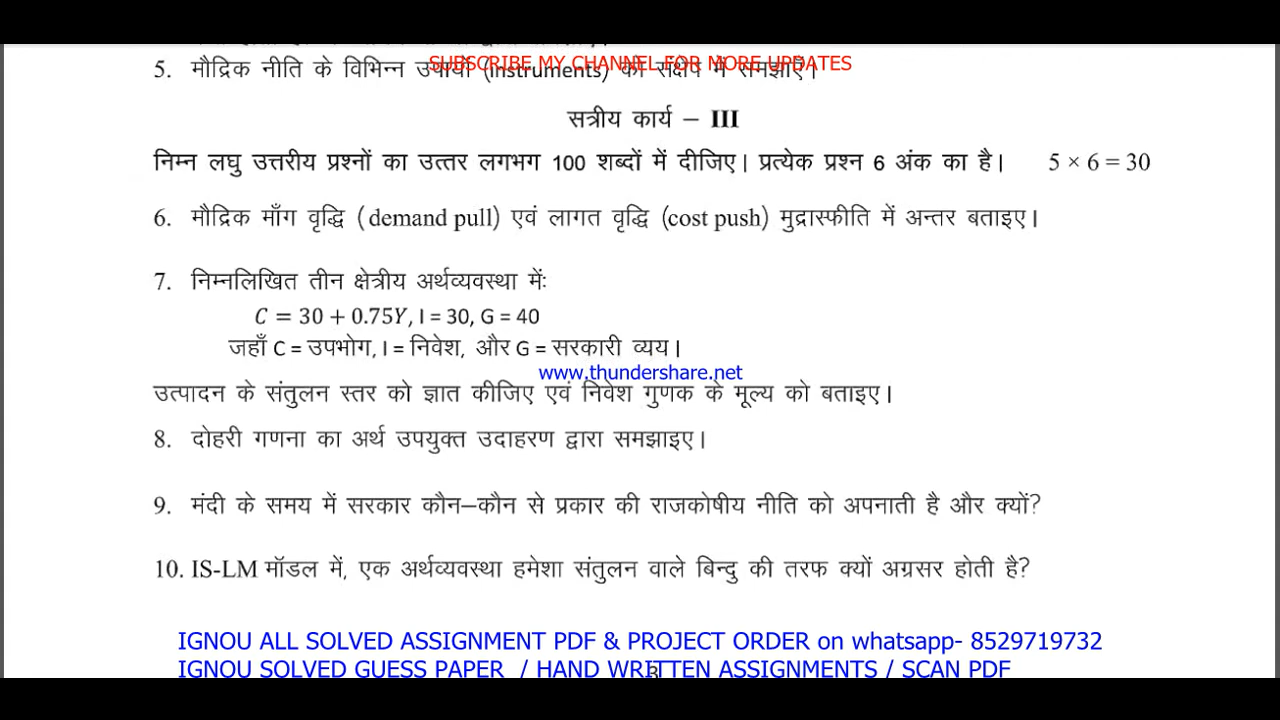 5. मौद्रिक नीति के विभिन्न उपायों (instruments) को संक्षेप में समझाएँ।
SUBSCRIBE MY CHANNEL FOR MORE UPDATES
सत्रीय कार्य – III
निम्न लघु उत्तरीय प्रश्नों का उत्तर लगभग 100 शब्दों में दीजिए। प्रत्येक प्रश्न 6 अंक का है। 5 × 6 = 30
6. मौद्रिक माँग वृद्धि (demand pull) एवं लागत वृद्धि (cost push) मुद्रास्फीति में अन्तर बताइए।
7. निम्नलिखित तीन क्षेत्रीय अर्थव्यवस्था में:
C = 30 + 0.75Y, I = 30, G = 40
जहाँ C = उपभोग, I = निवेश, और G = सरकारी व्यय।
www.thundershare.net
उत्पादन के संतुलन स्तर को ज्ञात कीजिए एवं निवेश गुणक के मूल्य को बताइए।
8. दोहरी गणना का अर्थ उपयुक्त उदाहरण द्वारा समझाइए।
9. मंदी के समय में सरकार कौन–कौन से प्रकार की राजकोषीय नीति को अपनाती है और क्यों?
10. IS-LM मॉडल में, एक अर्थव्यवस्था हमेशा संतुलन वाले बिन्दु की तरफ क्यों अग्रसर होती है?
IGNOU ALL SOLVED ASSIGNMENT PDF & PROJECT ORDER on whatsapp- 8529719732
IGNOU SOLVED GUESS PAPER / HAND WRITTEN ASSIGNMENTS / SCAN PDF
3